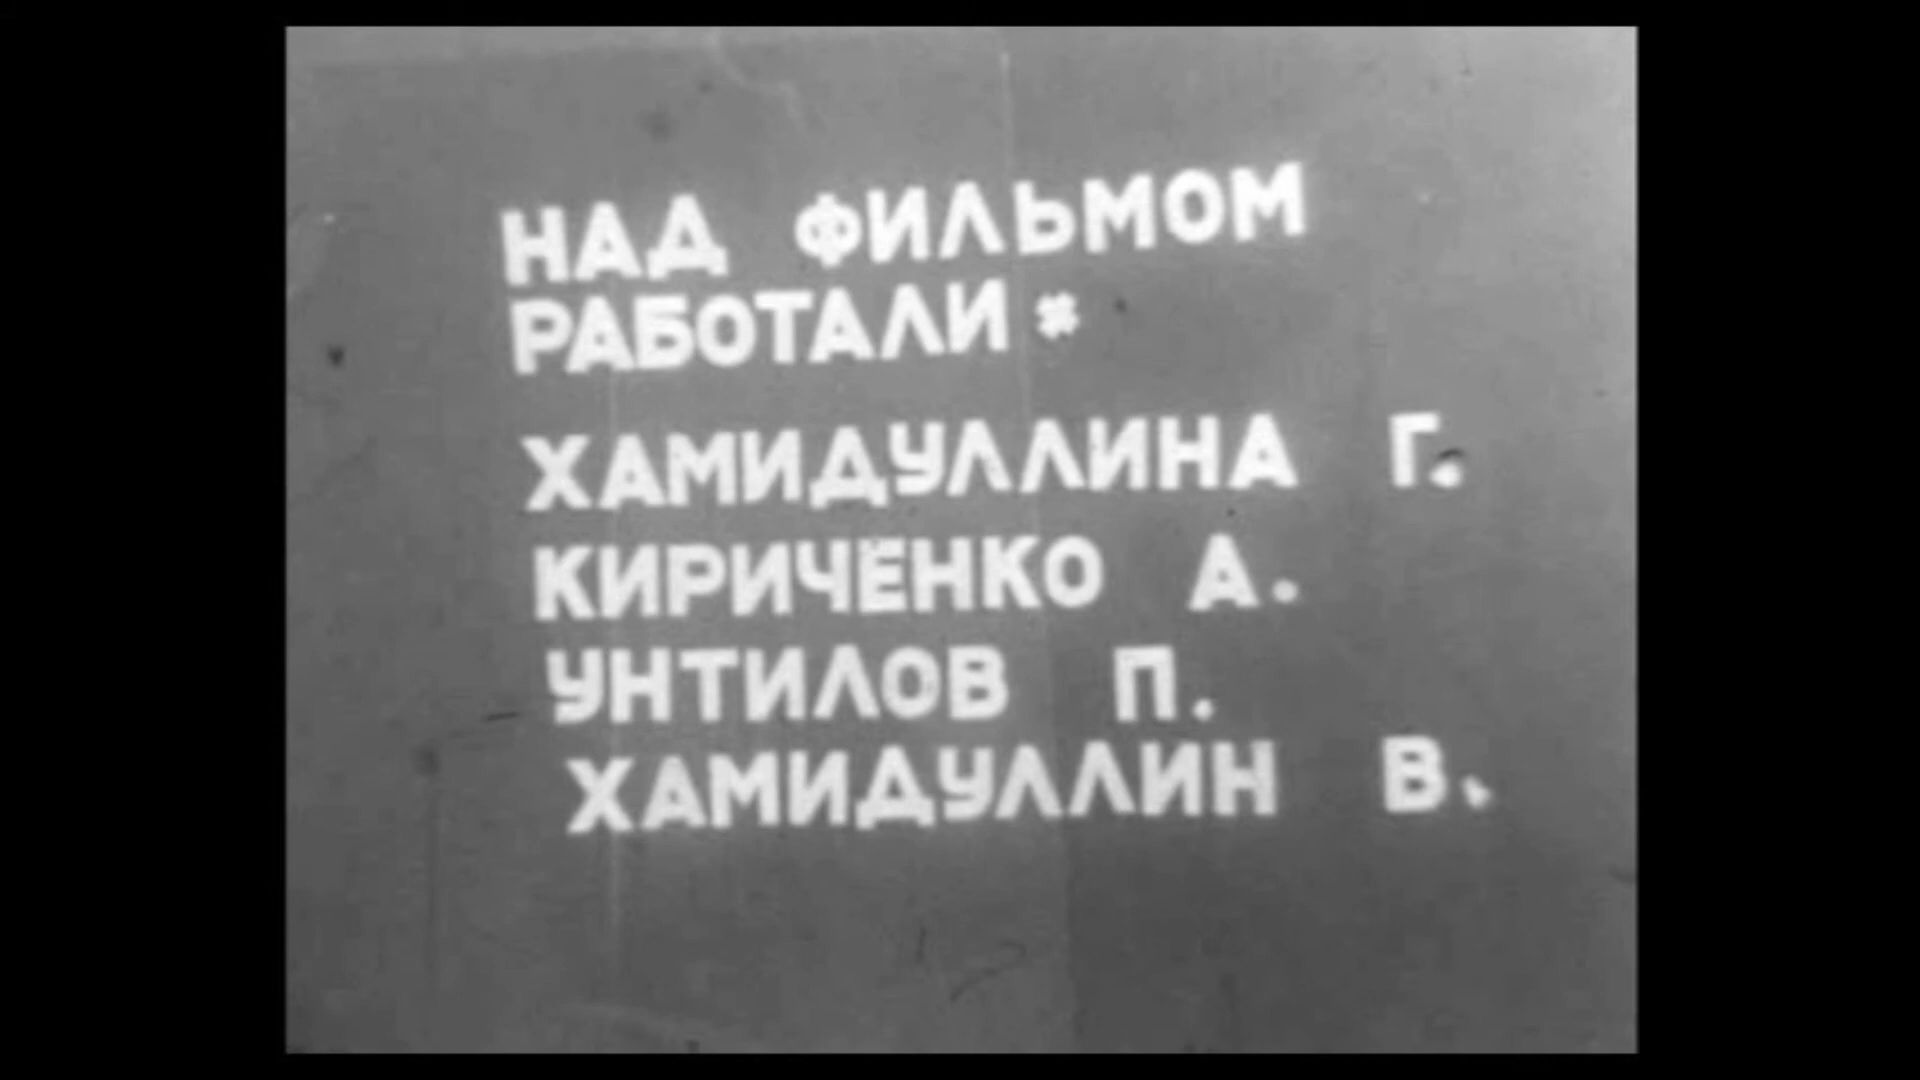 НАД ФИЛЬМОМ
РАБОТАЛИ*
ХАМИДУЛЛИНА Г.
КИРИЧЕНКО А.
УНТИЛОВ П.
ХАМИДУЛЛИН В.